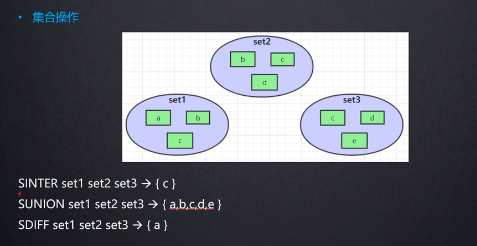 • 集合操作
set2
b c
d
set1
a b
c
set3
c d
e
SINTER set1 set2 set3 → { c }
SUNION set1 set2 set3 → { a,b,c,d,e }
SDIFF set1 set2 set3 → { a }